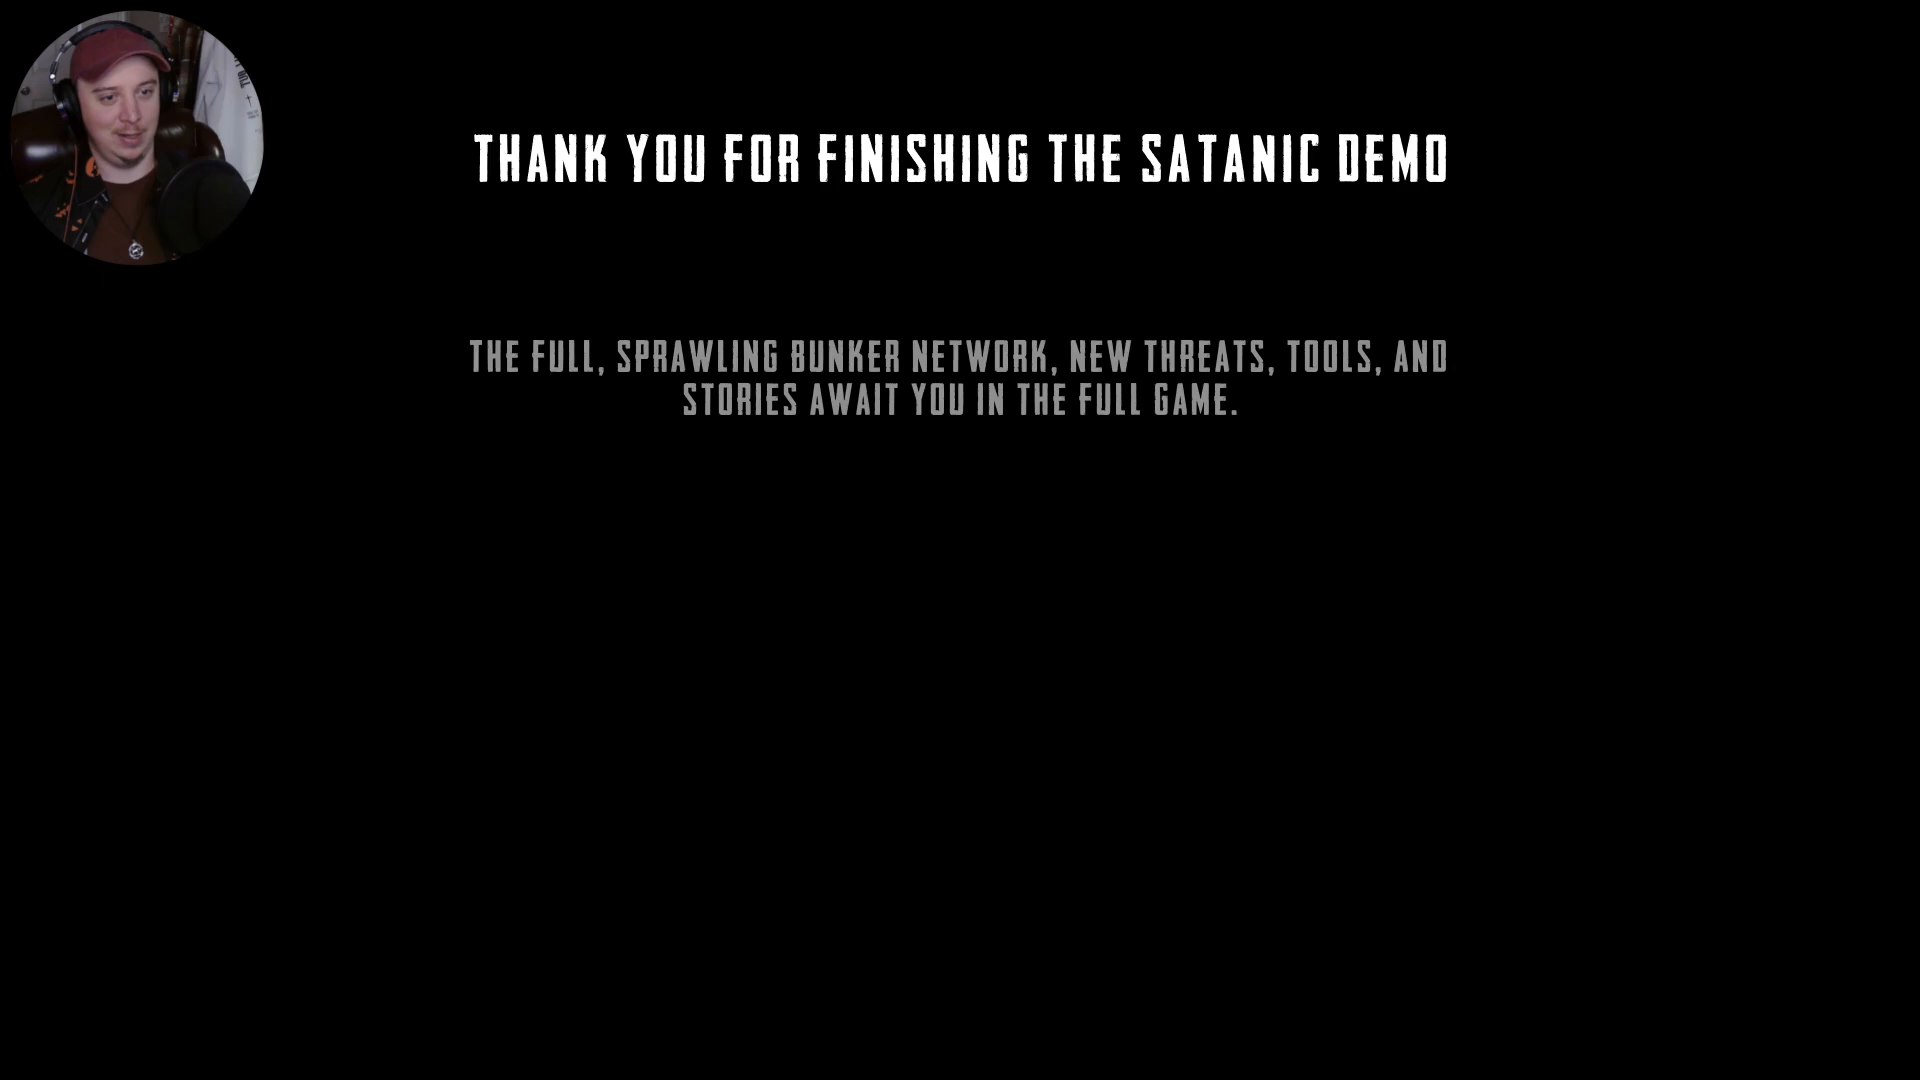 THANK YOU FOR FINISHING THE SATANIC DEMO
THE FULL, SPRAWLING BUNKER NETWORK, NEW THREATS, TOOLS, AND
STORIES AWAIT YOU IN THE FULL GAME.